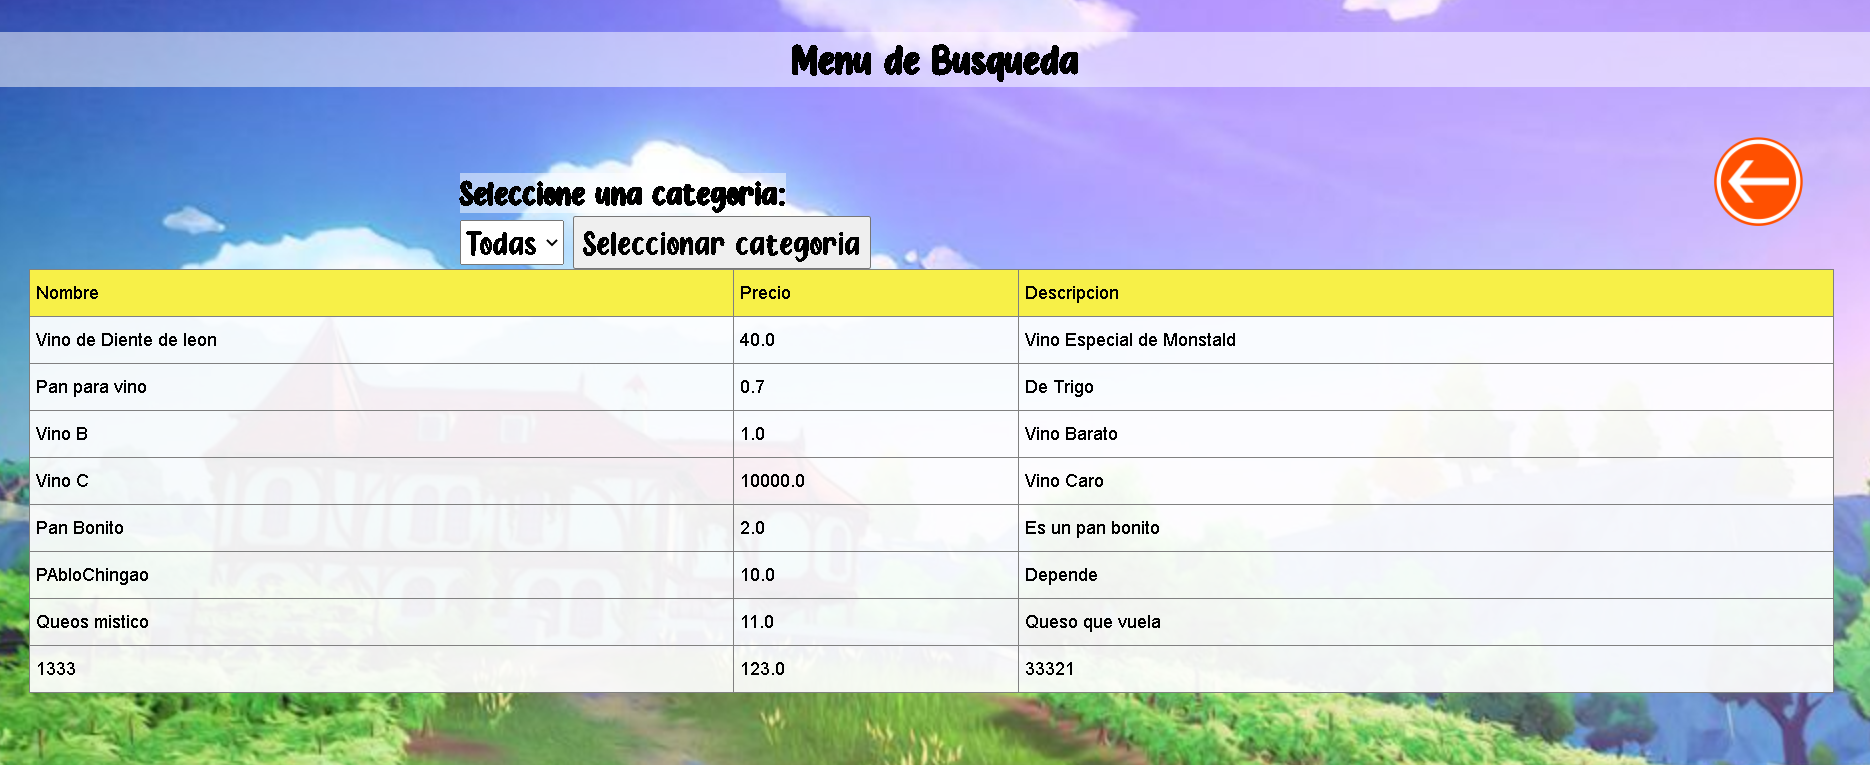 Menu de Busqueda
Seleccione una categoria:
Todas Seleccionar categoria
Nombre Precio Descripcion
Vino de Diente de leon 40.0 Vino Especial de Monstald
Pan para vino 0.7 De Trigo
Vino B 1.0 Vino Barato
Vino C 10000.0 Vino Caro
Pan Bonito 2.0 Es un pan bonito
PAbloChingao 10.0 Depende
Queos mistico 11.0 Queso que vuela
1333 123.0 33321